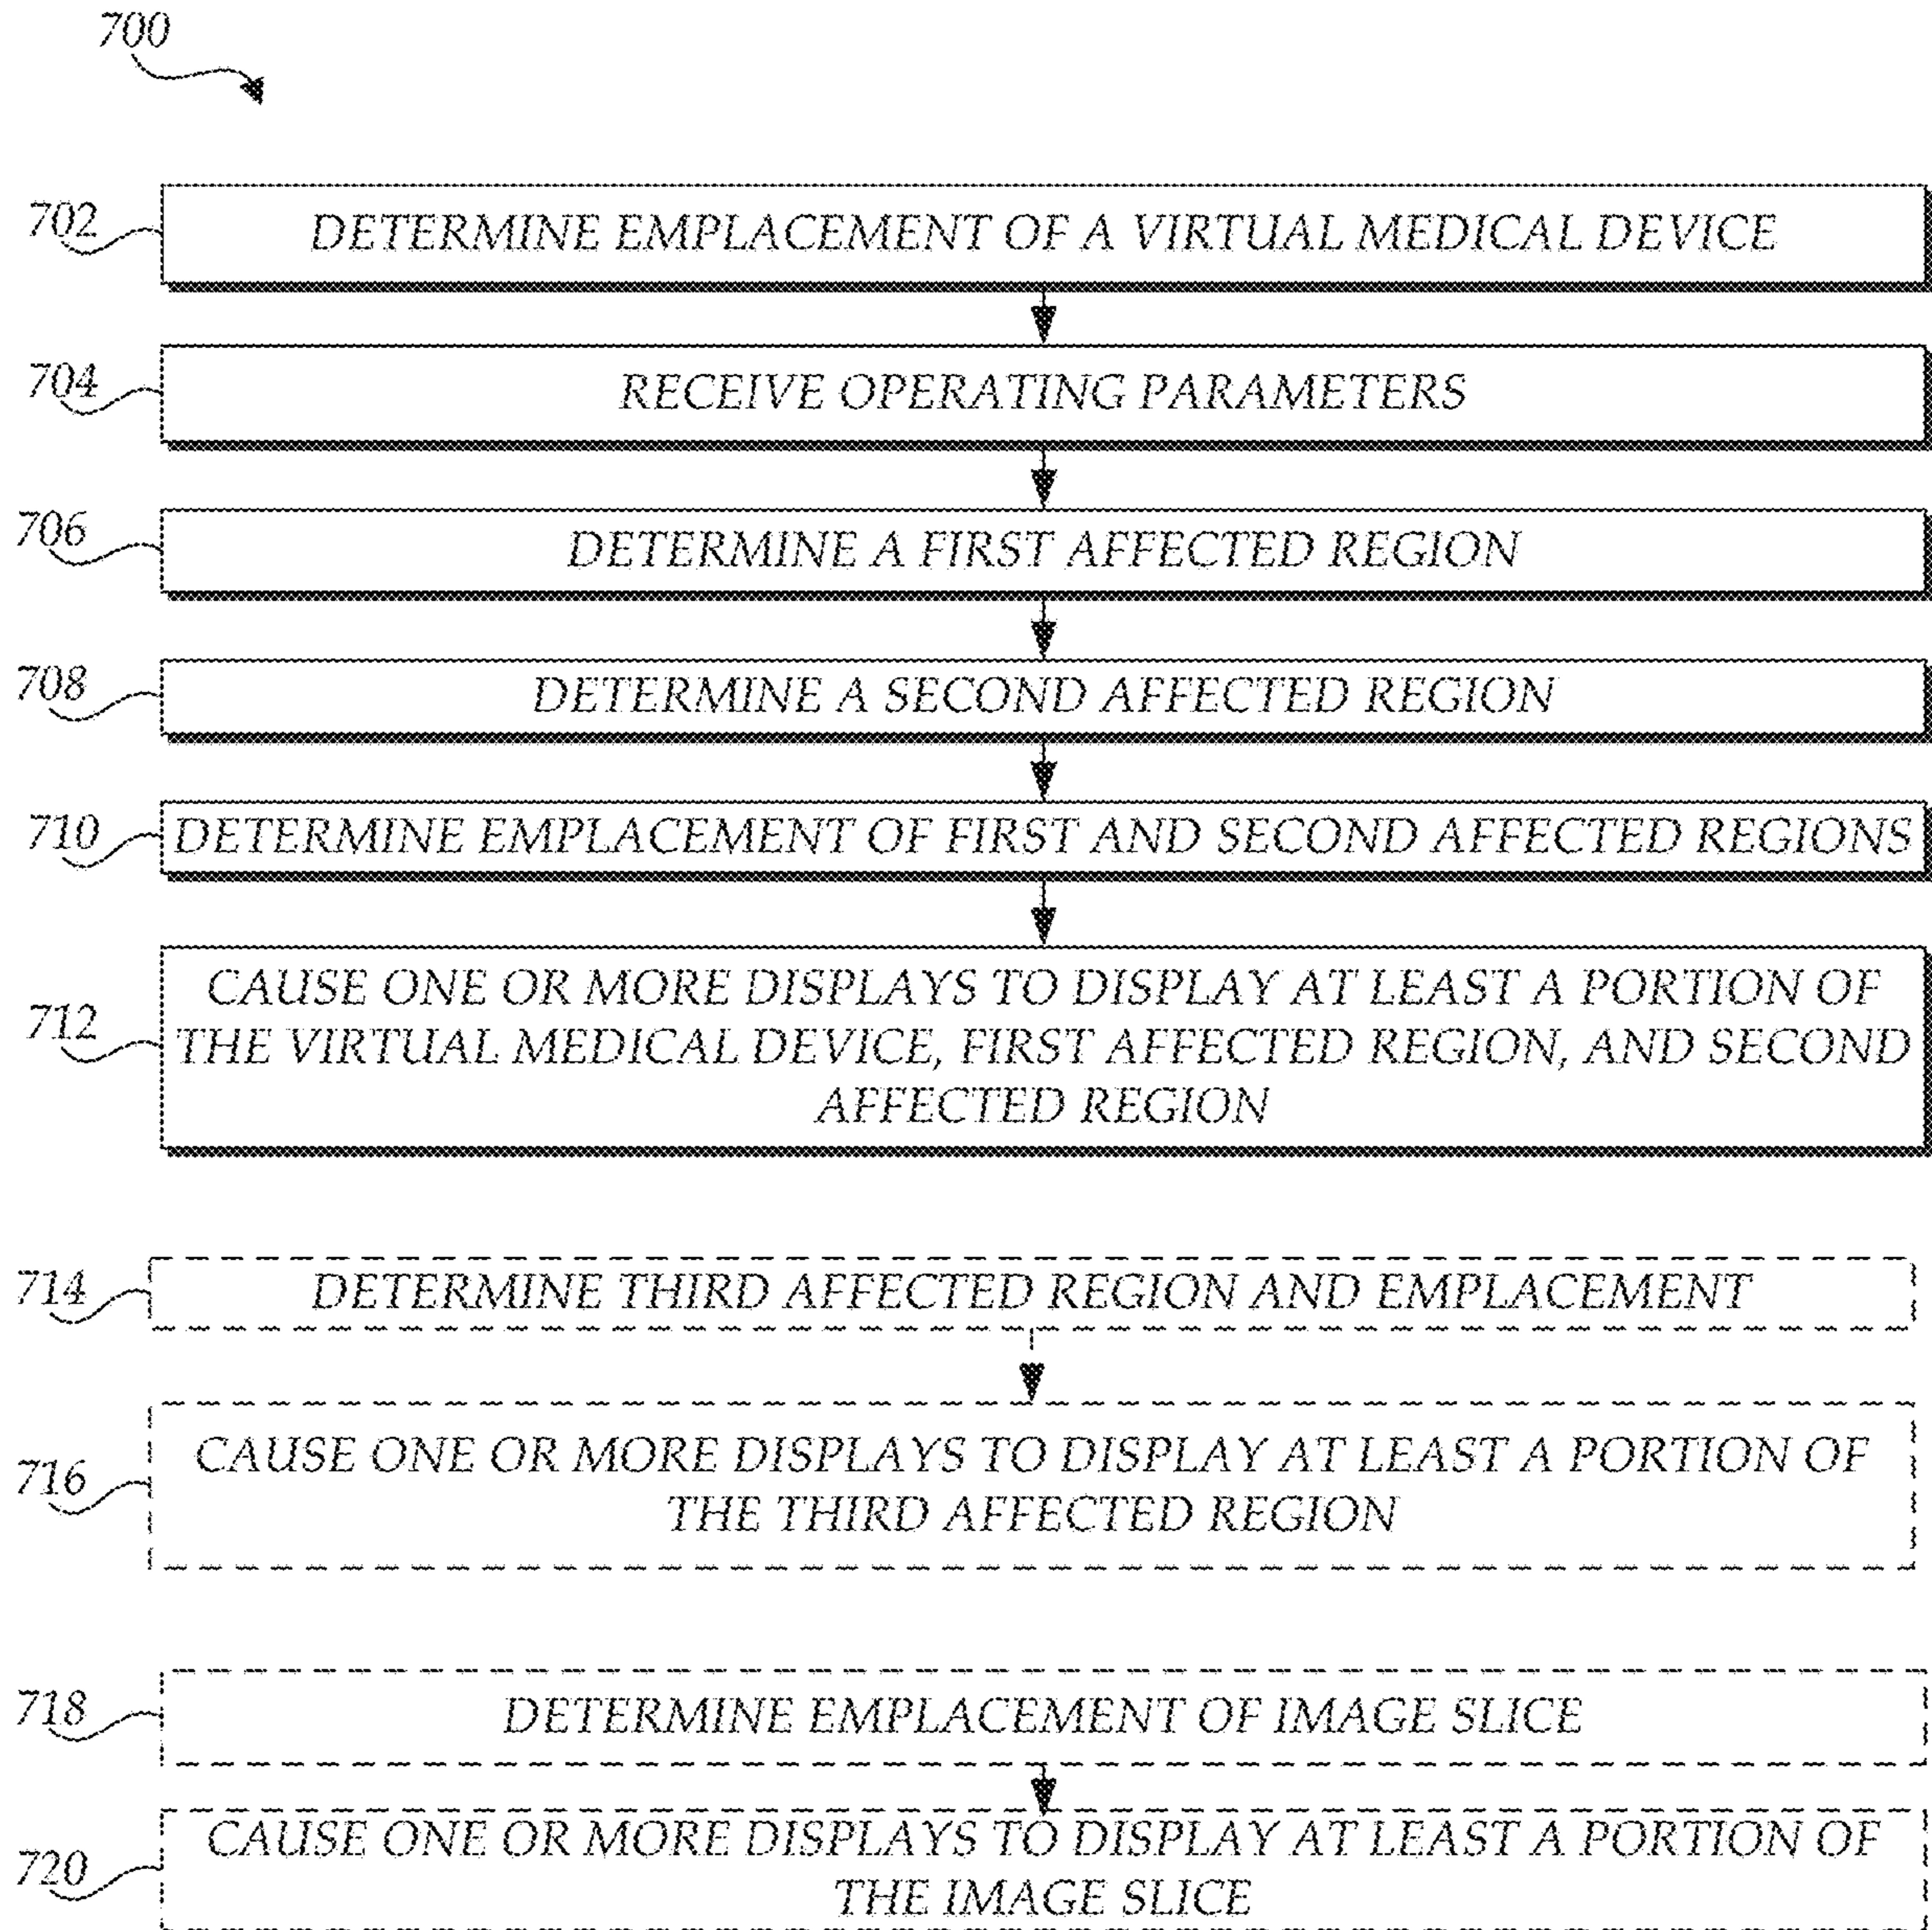 700
702
DETERMINE EMPLACEMENT OF A VIRTUAL MEDICAL DEVICE
704
RECEIVE OPERATING PARAMETERS
706
DETERMINE A FIRST AFFECTED REGION
708
DETERMINE A SECOND AFFECTED REGION
710
DETERMINE EMPLACEMENT OF FIRST AND SECOND AFFECTED REGIONS
712
CAUSE ONE OR MORE DISPLAYS TO DISPLAY AT LEAST A PORTION OF
THE VIRTUAL MEDICAL DEVICE, FIRST AFFECTED REGION, AND SECOND
AFFECTED REGION
714
DETERMINE THIRD AFFECTED REGION AND EMPLACEMENT
716
CAUSE ONE OR MORE DISPLAYS TO DISPLAY AT LEAST A PORTION OF
THE THIRD AFFECTED REGION
718
DETERMINE EMPLACEMENT OF IMAGE SLICE
720
CAUSE ONE OR MORE DISPLAYS TO DISPLAY AT LEAST A PORTION OF
THE IMAGE SLICE